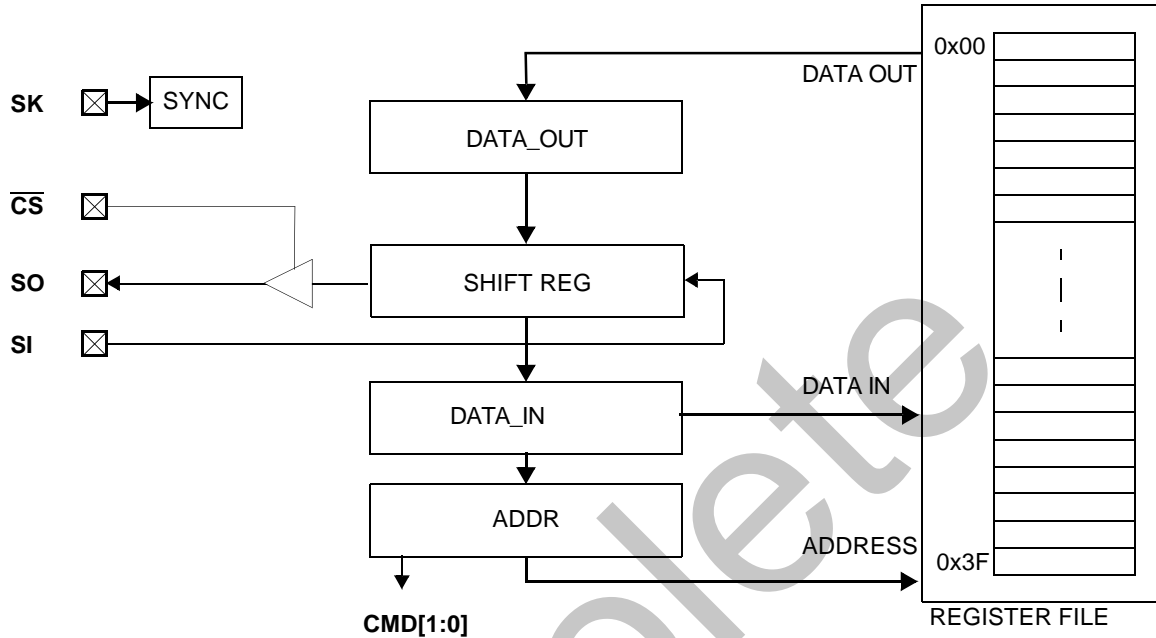 0x00
DATA OUT
SK
SYNC
DATA_OUT
CS
SO
SHIFT REG
SI
DATA IN
DATA_IN
ADDR
ADDRESS
0x3F
CMD[1:0]
REGISTER FILE
olete